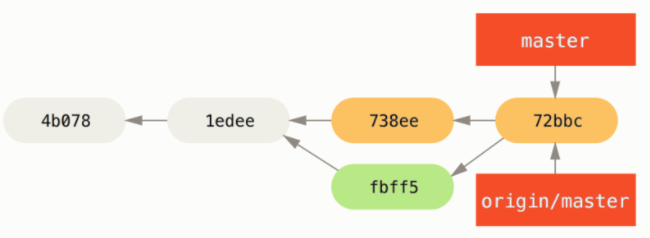 master
4b078
1edee
738ee
72bbc
fbff5
origin/master